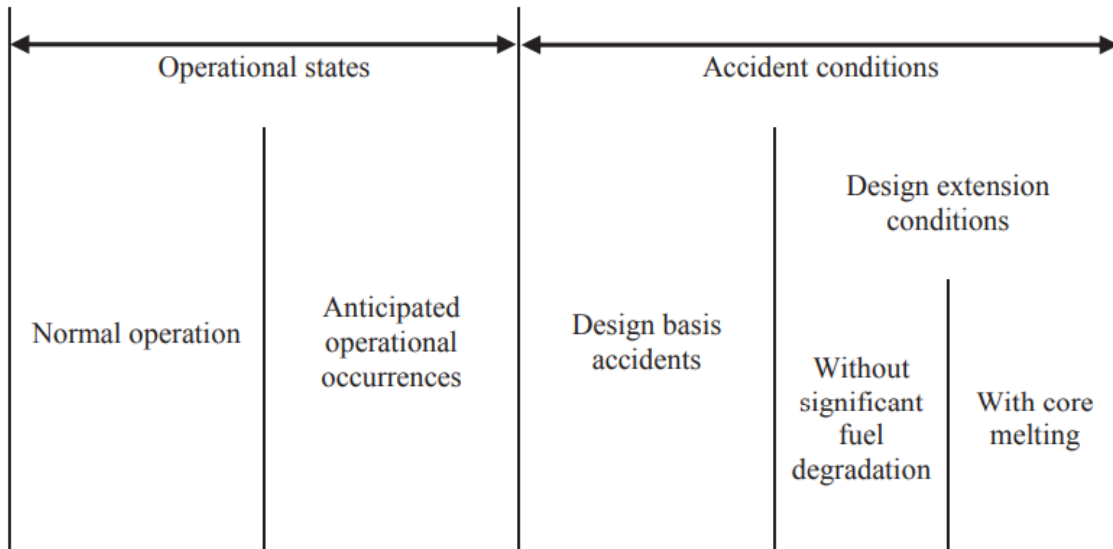 Operational states
Accident conditions
Design extension
conditions
Normal operation
Anticipated
operational
occurrences
Design basis
accidents
Without
significant
fuel
degradation
With core
melting